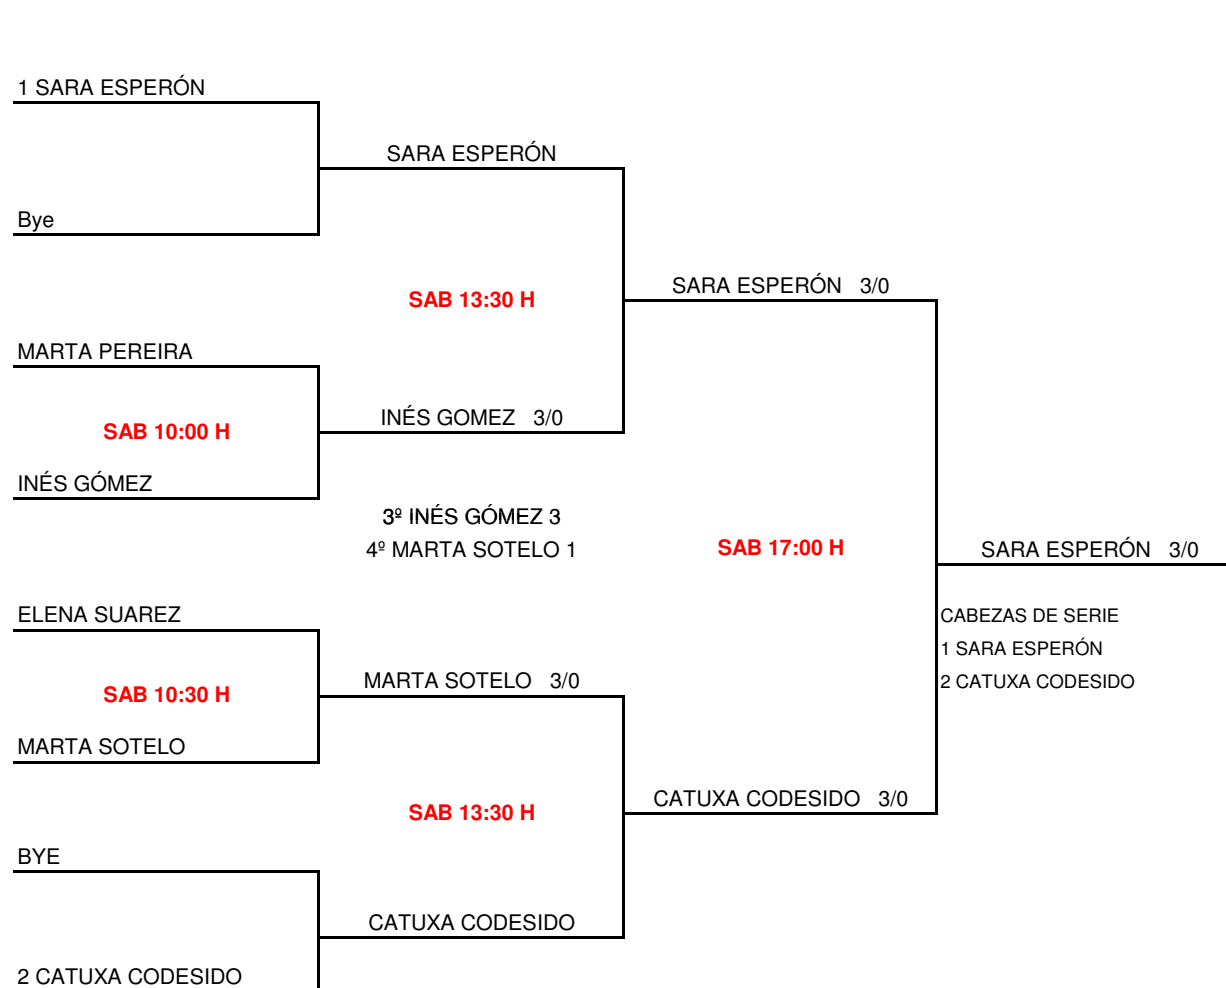 1 SARA ESPERÓN
SARA ESPERÓN
Bye
SAB 13:30 H
SARA ESPERÓN 3/0
MARTA PEREIRA
SAB 10:00 H
INÉS GOMEZ 3/0
INÉS GÓMEZ
3º INÉS GÓMEZ 3
4º MARTA SOTELO 1
SAB 17:00 H
SARA ESPERÓN 3/0
ELENA SUAREZ
CABEZAS DE SERIE
1 SARA ESPERÓN
2 CATUXA CODESIDO
SAB 10:30 H
MARTA SOTELO 3/0
MARTA SOTELO
SAB 13:30 H
CATUXA CODESIDO 3/0
BYE
CATUXA CODESIDO
2 CATUXA CODESIDO